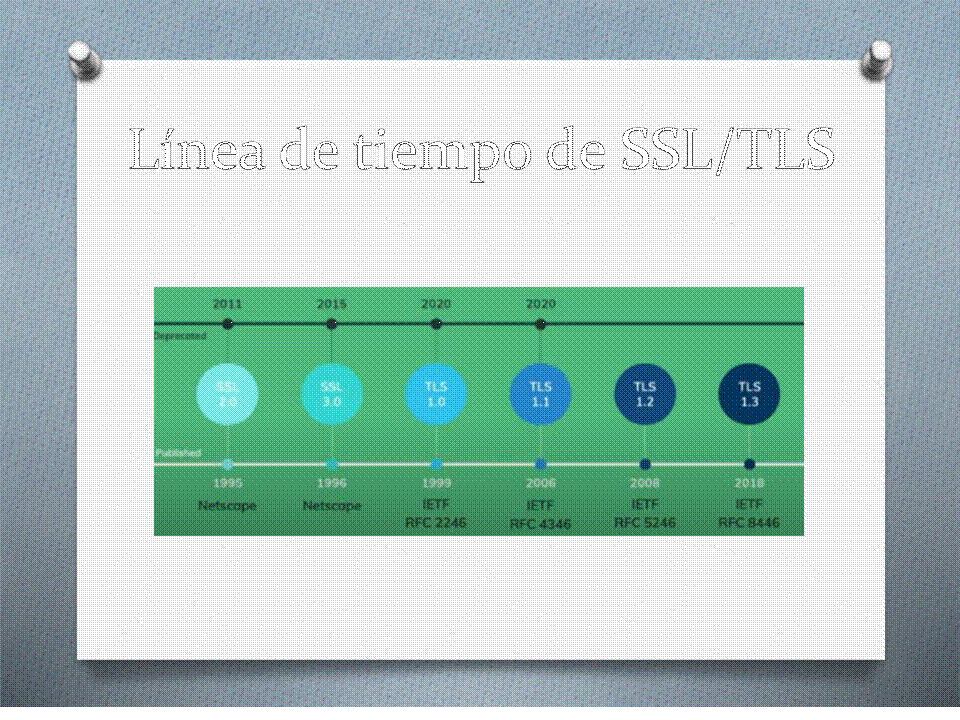 Línea de tiempo de SSL/TLS
2011 2015 2020 2020
Deprecated
SSL 2.0
SSL 3.0
TLS 1.0
TLS 1.1
TLS 1.2
TLS 1.3
Published
1995 1996 1999 2006 2008 2018
Netscape Netscape IETF IETF IETF IETF
RFC 2246 RFC 4346 RFC 5246 RFC 8446